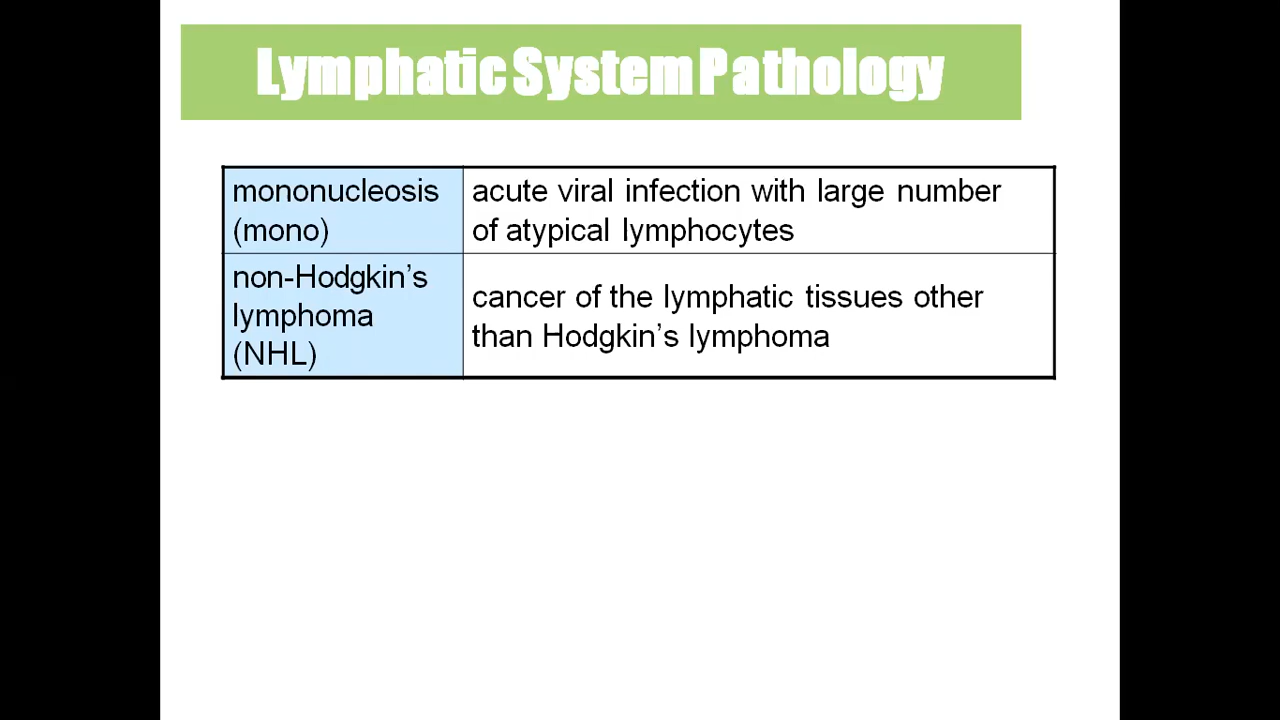 Lymphatic System Pathology
mononucleosis
(mono)
acute viral infection with large number
of atypical lymphocytes
non-Hodgkin’s
lymphoma
(NHL)
cancer of the lymphatic tissues other
than Hodgkin’s lymphoma